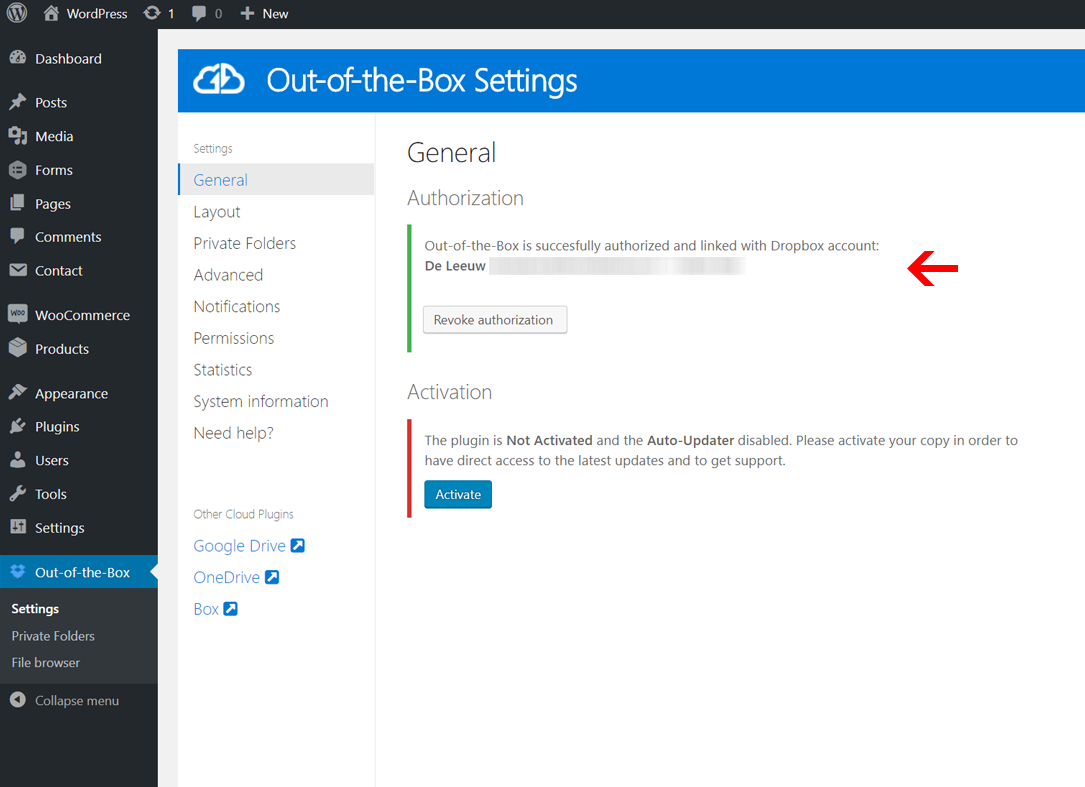 WordPress 1 0 New
Dashboard
Posts
Media
Forms
Pages
Comments
Contact
WOO WooCommerce
Products
Appearance
Plugins
Users
Tools
Settings
Out-of-the-Box
Settings
Private Folders
File browser
Collapse menu
Out-of-the-Box Settings
Settings
General
Layout
Private Folders
Advanced
Notifications
Permissions
Statistics
System information
Need help?
Other Cloud Plugins
Google Drive
OneDrive
Box
General
Authorization
Out-of-the-Box is succesfully authorized and linked with Dropbox account:
De Leeuw
Revoke authorization
Activation
The plugin is Not Activated and the Auto-Updater disabled. Please activate your copy in order to
have direct access to the latest updates and to get support.
Activate